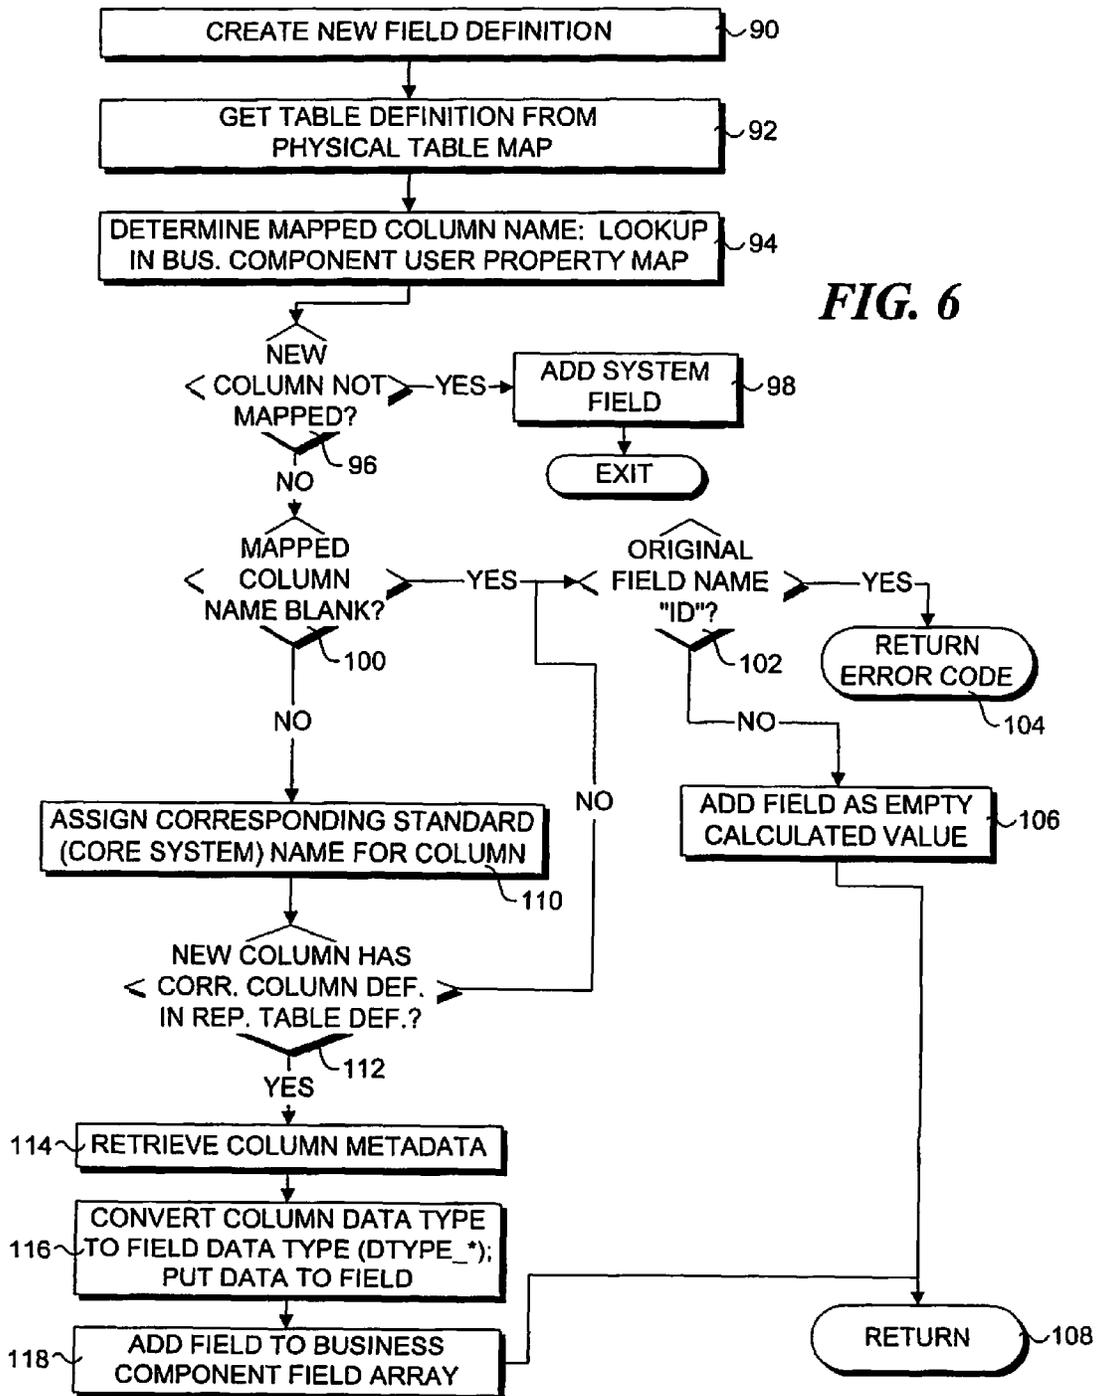 CREATE NEW FIELD DEFINITION
90
GET TABLE DEFINITION FROM
PHYSICAL TABLE MAP
92
DETERMINE MAPPED COLUMN NAME: LOOKUP
IN BUS. COMPONENT USER PROPERTY MAP
94
FIG. 6
NEW
COLUMN NOT
MAPPED?
96
YES
ADD SYSTEM
FIELD
98
EXIT
NO
MAPPED
COLUMN
NAME BLANK?
100
YES
ORIGINAL
FIELD NAME
"ID"?
102
YES
RETURN
ERROR CODE
104
NO
NO
NO
ADD FIELD AS EMPTY
CALCULATED VALUE
106
ASSIGN CORRESPONDING STANDARD
(CORE SYSTEM) NAME FOR COLUMN
110
NEW COLUMN HAS
CORR. COLUMN DEF.
IN REP. TABLE DEF.?
112
YES
114
RETRIEVE COLUMN METADATA
CONVERT COLUMN DATA TYPE
116
TO FIELD DATA TYPE (DTYPE_*);
PUT DATA TO FIELD
118
ADD FIELD TO BUSINESS
COMPONENT FIELD ARRAY
RETURN
108